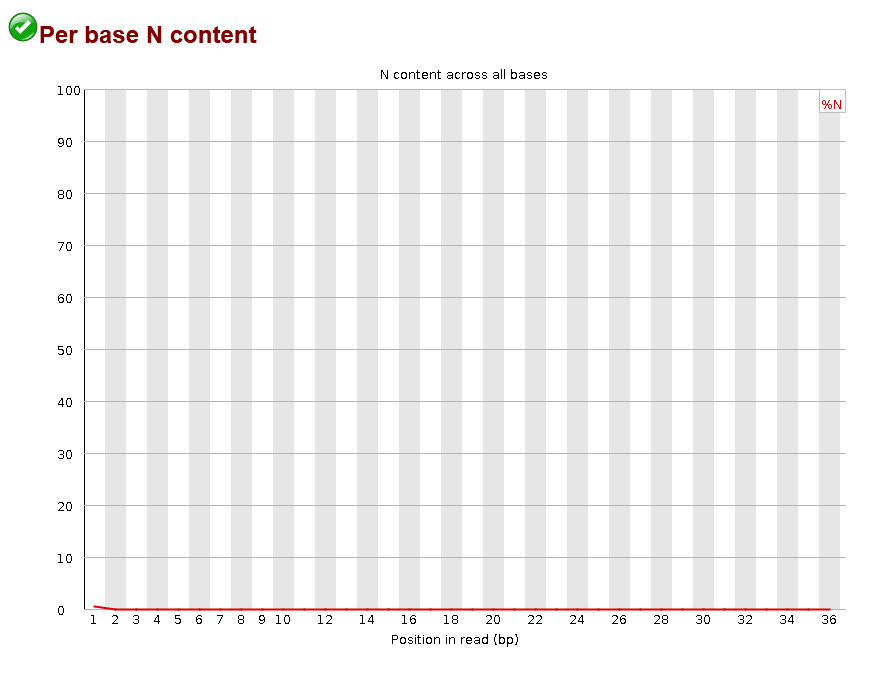 Per base N content
N content across all bases
%N
100
90
80
70
60
50
40
30
20
10
0
1 2 3 4 5 6 7 8 9 10 12 14 16 18 20 22 24 26 28 30 32 34 36
Position in read (bp)